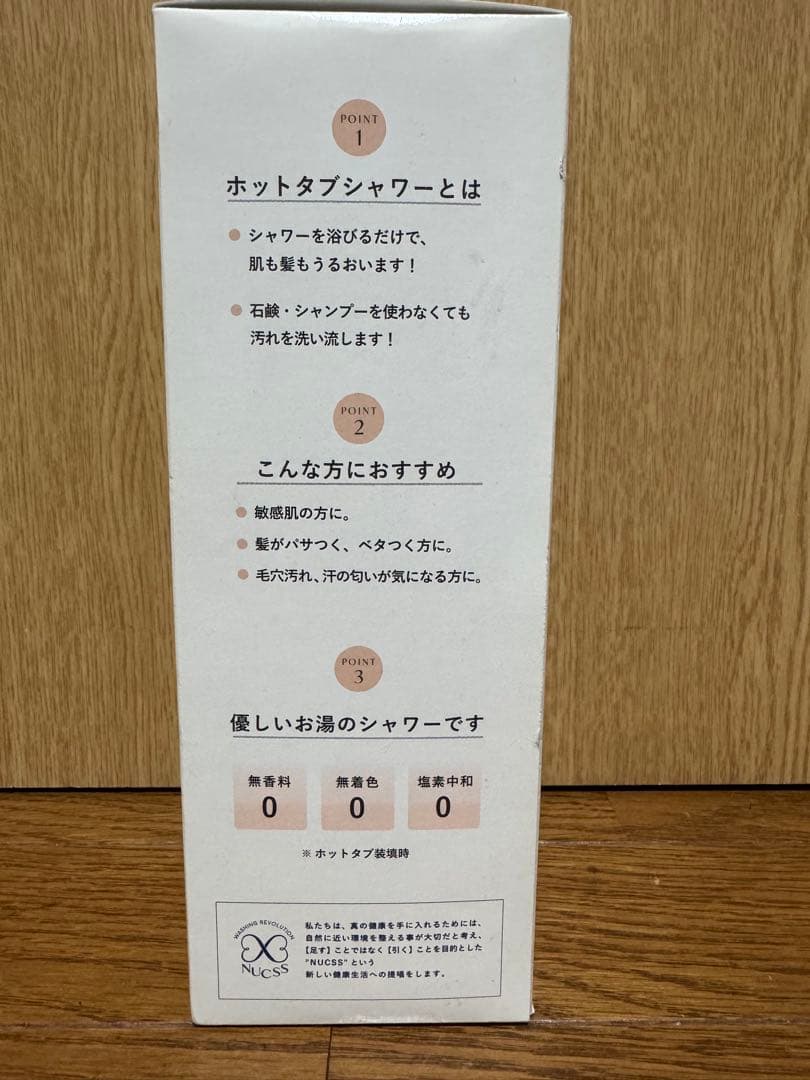 POINT
1
ホットタブシャワーとは
シャワーを浴びるだけで、
肌も髪もうるおいます！
石鹸・シャンプーを使わなくても
汚れを洗い流します！
POINT
2
こんな方におすすめ
敏感肌の方に。
髪がパサつく、ベタつく方に。
毛穴汚れ、汗の匂いが気になる方に。
POINT
3
優しいお湯のシャワーです
無香料 無着色 塩素中和
0 0 0
※ ホットタブ装填時
WASHING REVOLUTION
NUCSS
私たちは、真の健康を手に入れるためには、
自然に近い環境を整える事が大切だと考え、
【足す】ことではなく【引く】ことを目的とした
"NUCSS" という
新しい健康生活への提唱をします。